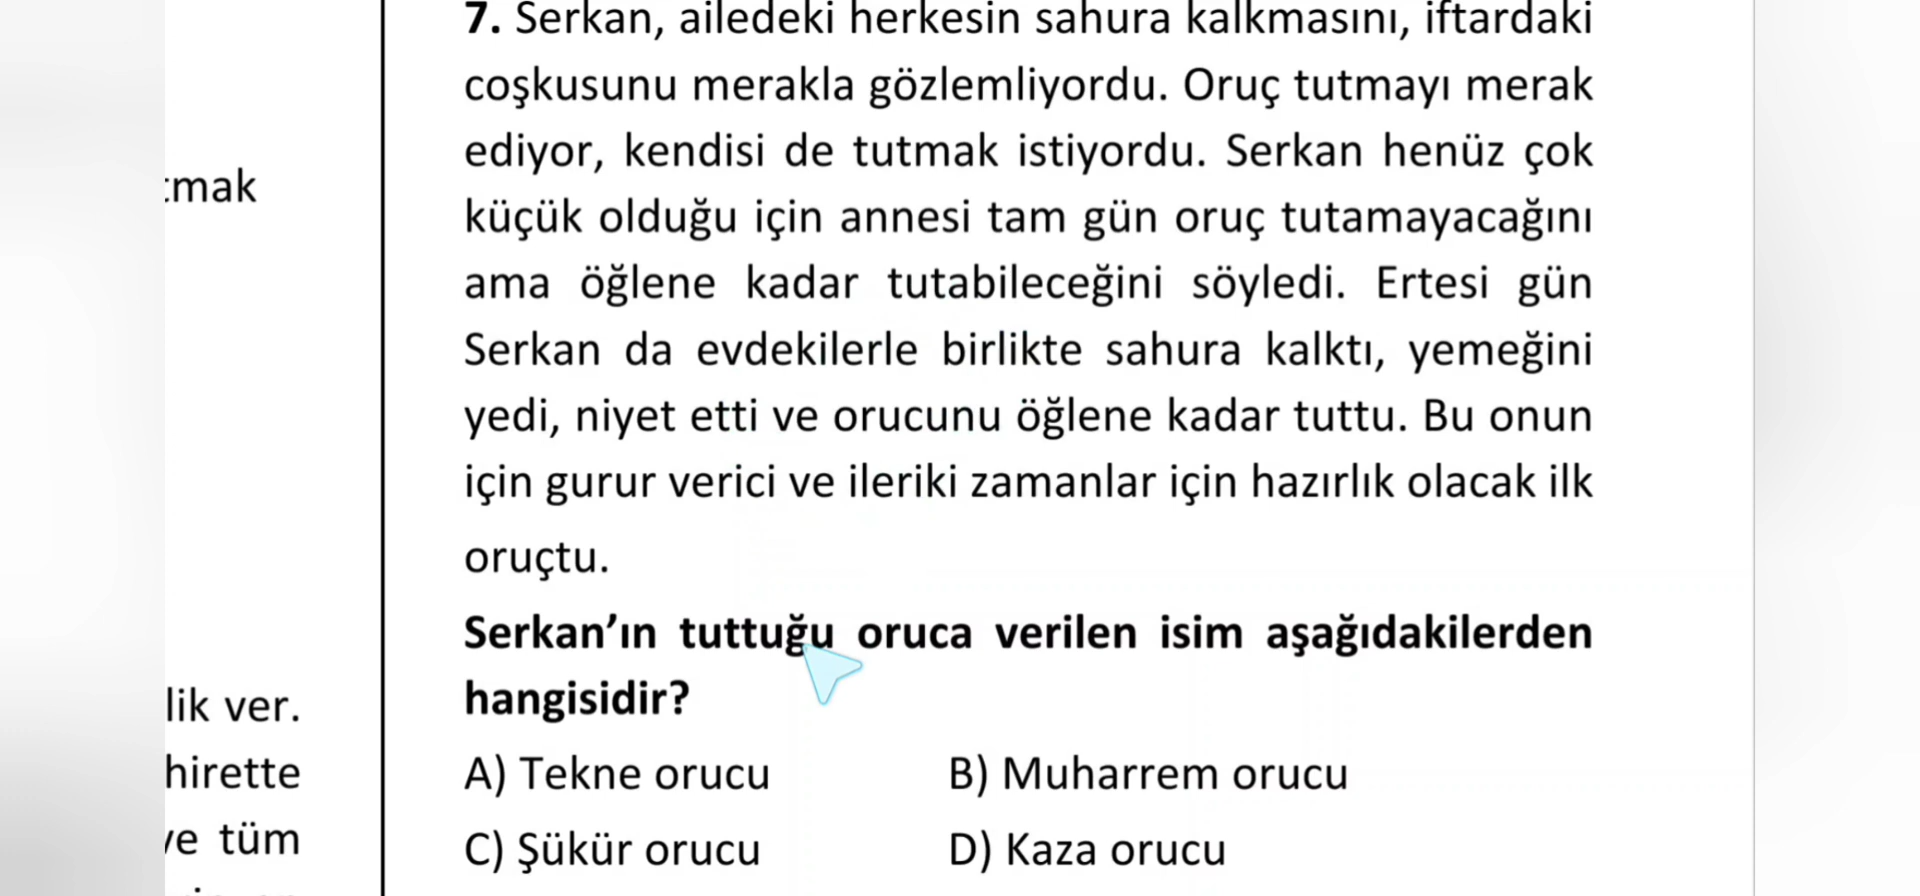 7. Serkan, ailedeki herkesin sahura kalkmasını, iftardaki
coşkusunu merakla gözlemliyordu. Oruç tutmayı merak
ediyor, kendisi de tutmak istiyordu. Serkan henüz çok
küçük olduğu için annesi tam gün oruç tutamayacağını
ama öğlene kadar tutabileceğini söyledi. Ertesi gün
Serkan da evdekilerle birlikte sahura kalktı, yemeğini
yedi, niyet etti ve orucunu öğlene kadar tuttu. Bu onun
için gurur verici ve ileriki zamanlar için hazırlık olacak ilk
oruçtu.
Serkan’ın tuttuğu oruca verilen isim aşağıdakilerden
hangisidir?
A) Tekne orucu B) Muharrem orucu
C) Şükür orucu D) Kaza orucu
mak
lik ver.
hirette
ve tüm